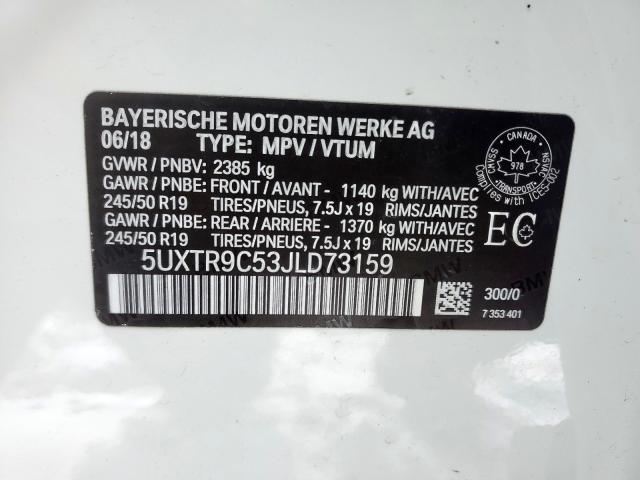 BAYERISCHE MOTOREN WERKE AG
06/18 TYPE: MPV / VTUM
GVWR / PNBV: 2385 kg
GAWR / PNBE: FRONT / AVANT - 1140 kg WITH/AVEC
245/50 R19 TIRES/PNEUS, 7.5J x 19 RIMS/JANTES
GAWR / PNBE: REAR / ARRIERE - 1370 kg WITH/AVEC
245/50 R19 TIRES/PNEUS, 7.5J x 19 RIMS/JANTES
5UXTR9C53JLD73159
CANADA
978
TRANSPORT
EC
300/0
7 353 401
BMW
BMW